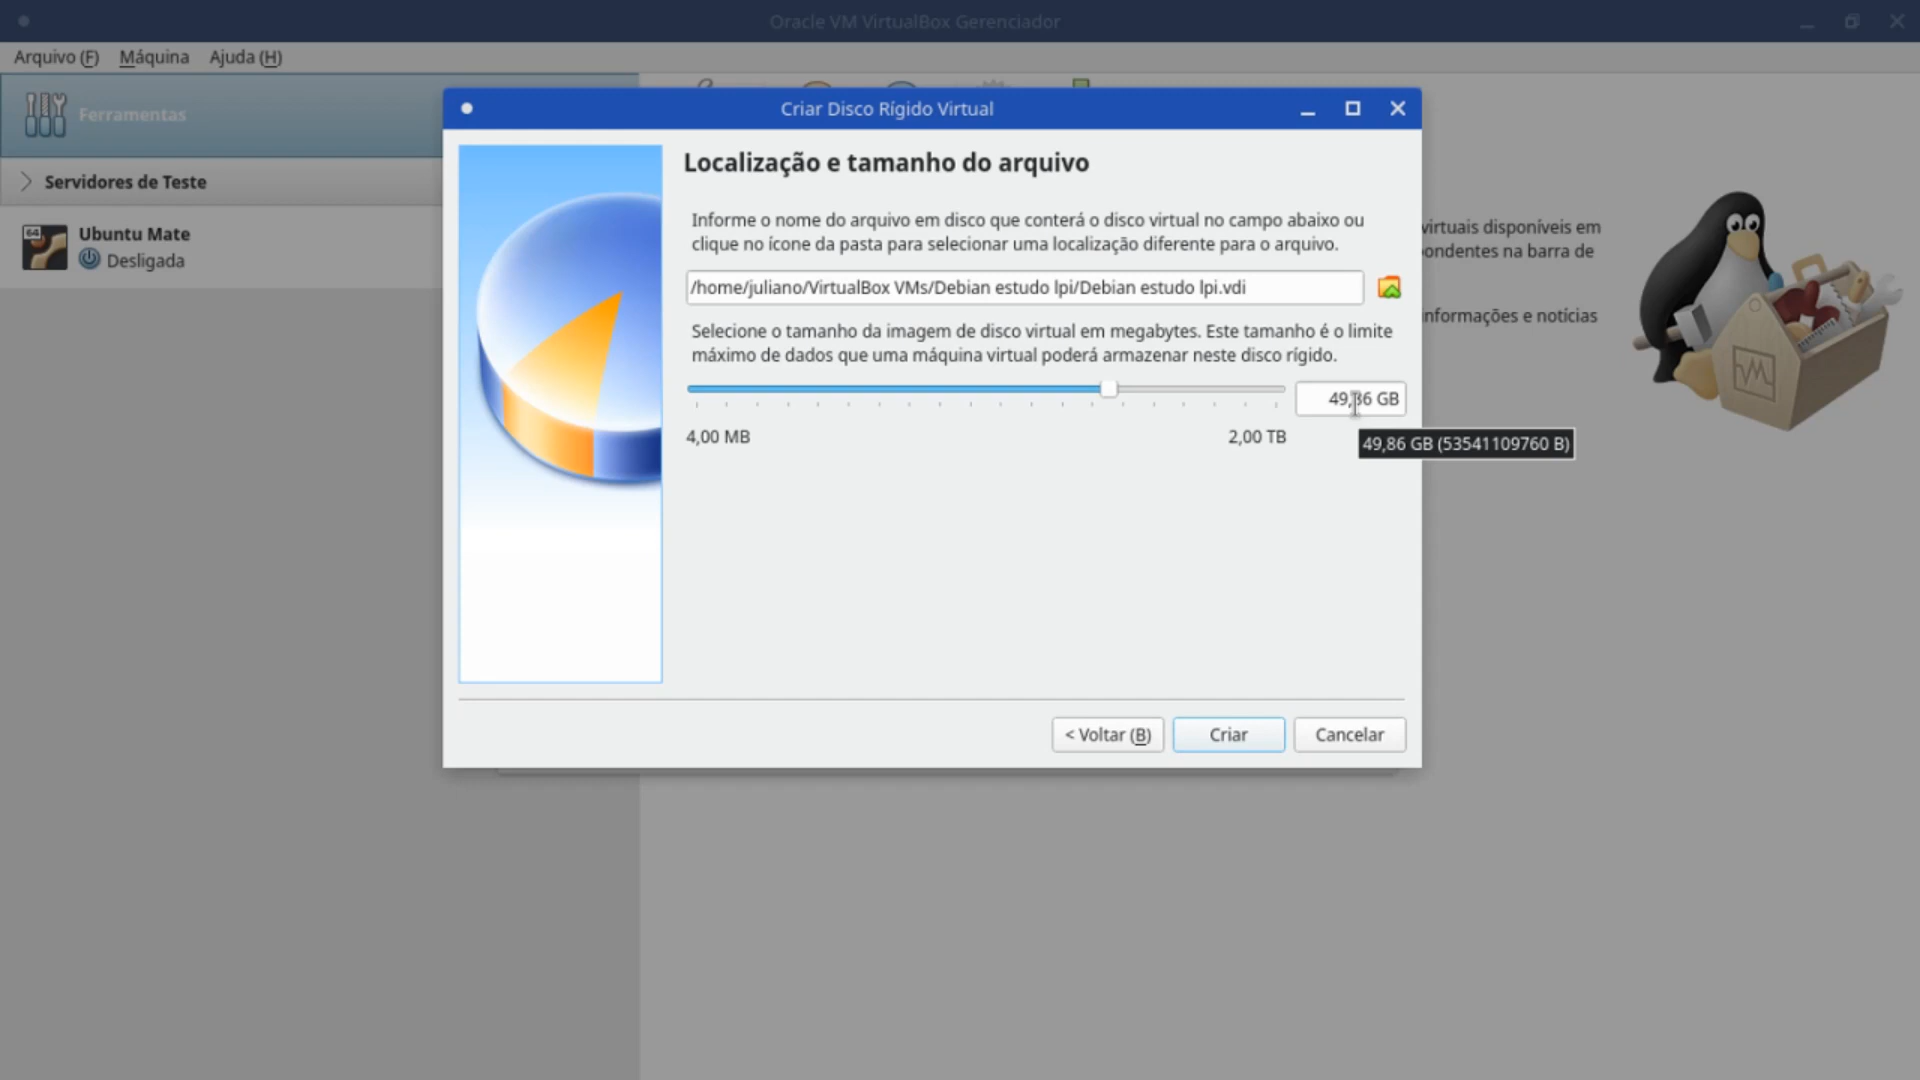 Oracle VM VirtualBox Gerenciador
Arquivo (F) Máquina Ajuda (H)
Ferramentas
Servidores de Teste
64
Ubuntu Mate
Desligada
Criar Disco Rígido Virtual
Localização e tamanho do arquivo
Informe o nome do arquivo em disco que conterá o disco virtual no campo abaixo ou
clique no ícone da pasta para selecionar uma localização diferente para o arquivo.
/home/juliano/VirtualBox VMs/Debian estudo lpi/Debian estudo lpi.vdi
Selecione o tamanho da imagem de disco virtual em megabytes. Este tamanho é o limite
máximo de dados que uma máquina virtual poderá armazenar neste disco rígido.
49,86 GB
4,00 MB
2,00 TB
49,86 GB (53541109760 B)
< Voltar (B)
Criar
Cancelar
virtuais disponíveis em
ondentes na barra de
nformações e notícias